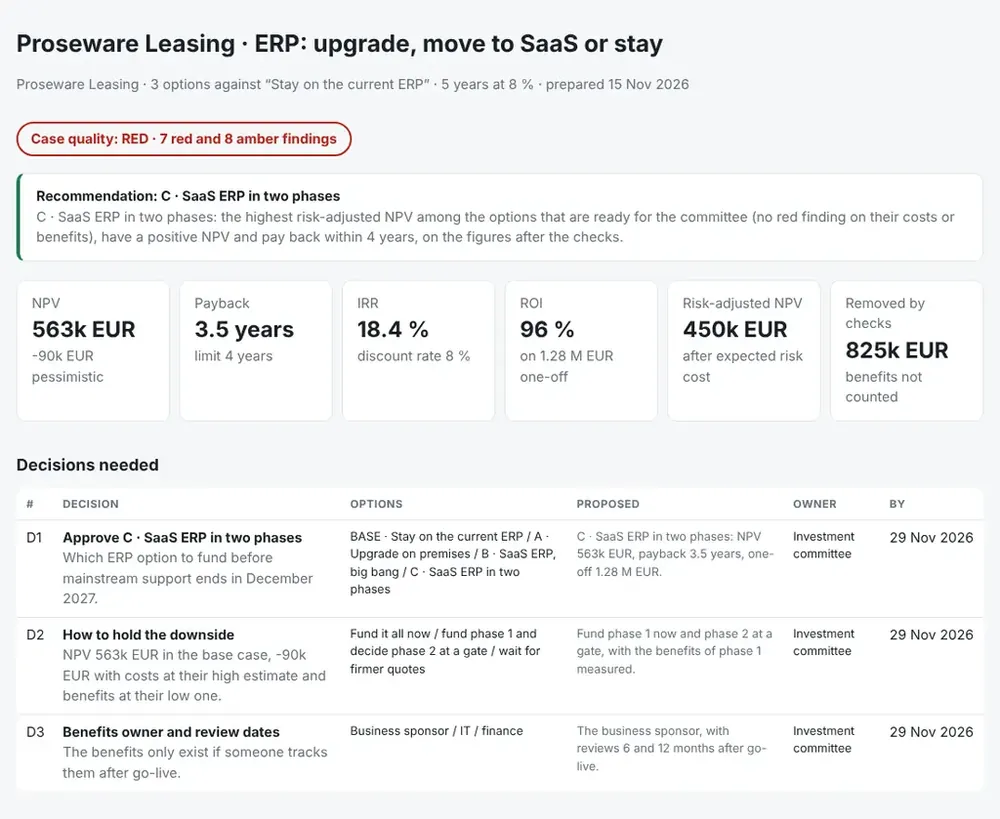 Proseware Leasing · ERP: upgrade, move to SaaS or stay
Proseware Leasing · 3 options against “Stay on the current ERP” · 5 years at 8 % · prepared 15 Nov 2026
Case quality: RED · 7 red and 8 amber findings
Recommendation: C · SaaS ERP in two phases
C · SaaS ERP in two phases: the highest risk-adjusted NPV among the options that are ready for the committee (no red finding on their costs or
benefits), have a positive NPV and pay back within 4 years, on the figures after the checks.
NPV
563k EUR
-90k EUR
pessimistic
Payback
3.5 years
limit 4 years
IRR
18.4 %
discount rate 8 %
ROI
96 %
on 1.28 M EUR
one-off
Risk-adjusted NPV
450k EUR
after expected risk
cost
Removed by
checks
825k EUR
benefits not
counted
Decisions needed
# DECISION OPTIONS PROPOSED OWNER BY
D1
Approve C · SaaS ERP in two phases
Which ERP option to fund before
mainstream support ends in December
2027.
BASE · Stay on the current ERP / A ·
Upgrade on premises / B · SaaS ERP,
big bang / C · SaaS ERP in two
phases
C · SaaS ERP in two phases: NPV
563k EUR, payback 3.5 years, one-
off 1.28 M EUR.
Investment
committee
29 Nov 2026
D2
How to hold the downside
NPV 563k EUR in the base case, -90k
EUR with costs at their high estimate and
benefits at their low one.
Fund it all now / fund phase 1 and
decide phase 2 at a gate / wait for
firmer quotes
Fund phase 1 now and phase 2 at a
gate, with the benefits of phase 1
measured.
Investment
committee
29 Nov 2026
D3
Benefits owner and review dates
The benefits only exist if someone tracks
them after go-live.
Business sponsor / IT / finance
The business sponsor, with
reviews 6 and 12 months after go-
live.
Investment
committee
29 Nov 2026